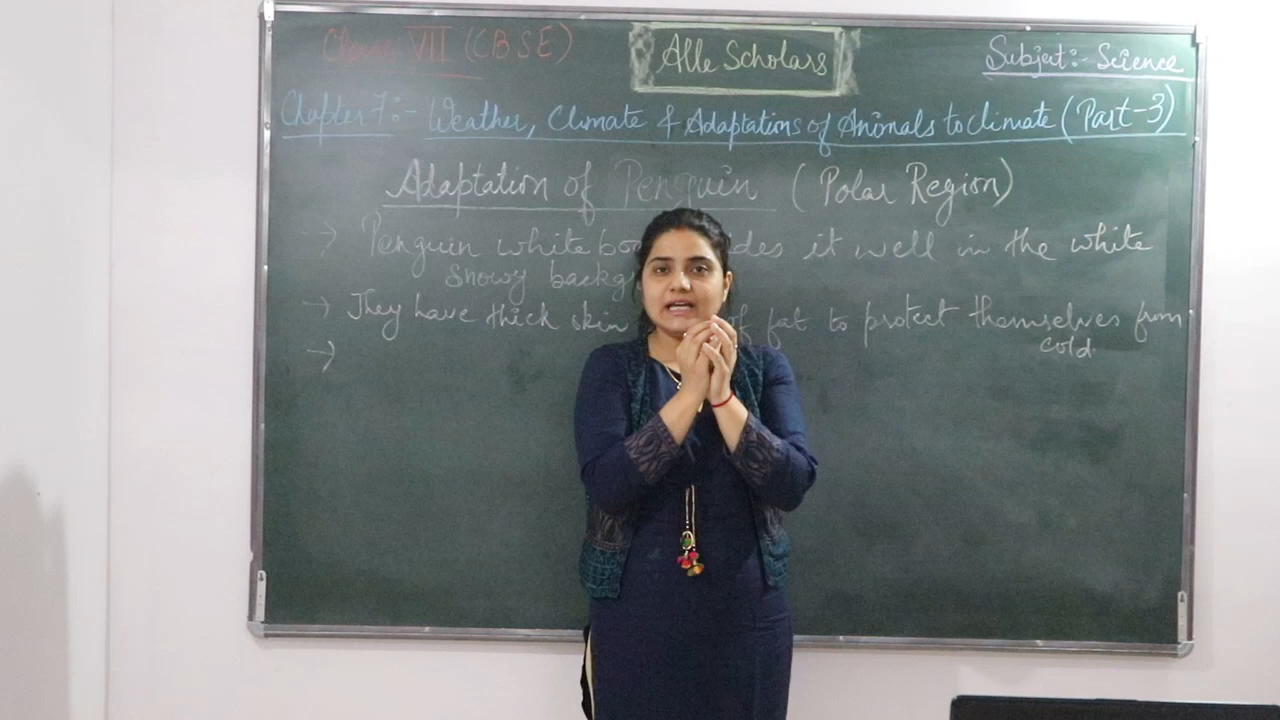 Class VII (CBSE)
Alle Scholars
Subject:- Science
Chapter 7:- Weather, Climate & Adaptations of Animals to Climate (Part-3)
Adaptation of Penguin (Polar Region)
→ Penguin white it well in the white
Snowy
→ They have thick skin of fat to protect themselves from
cold.
→